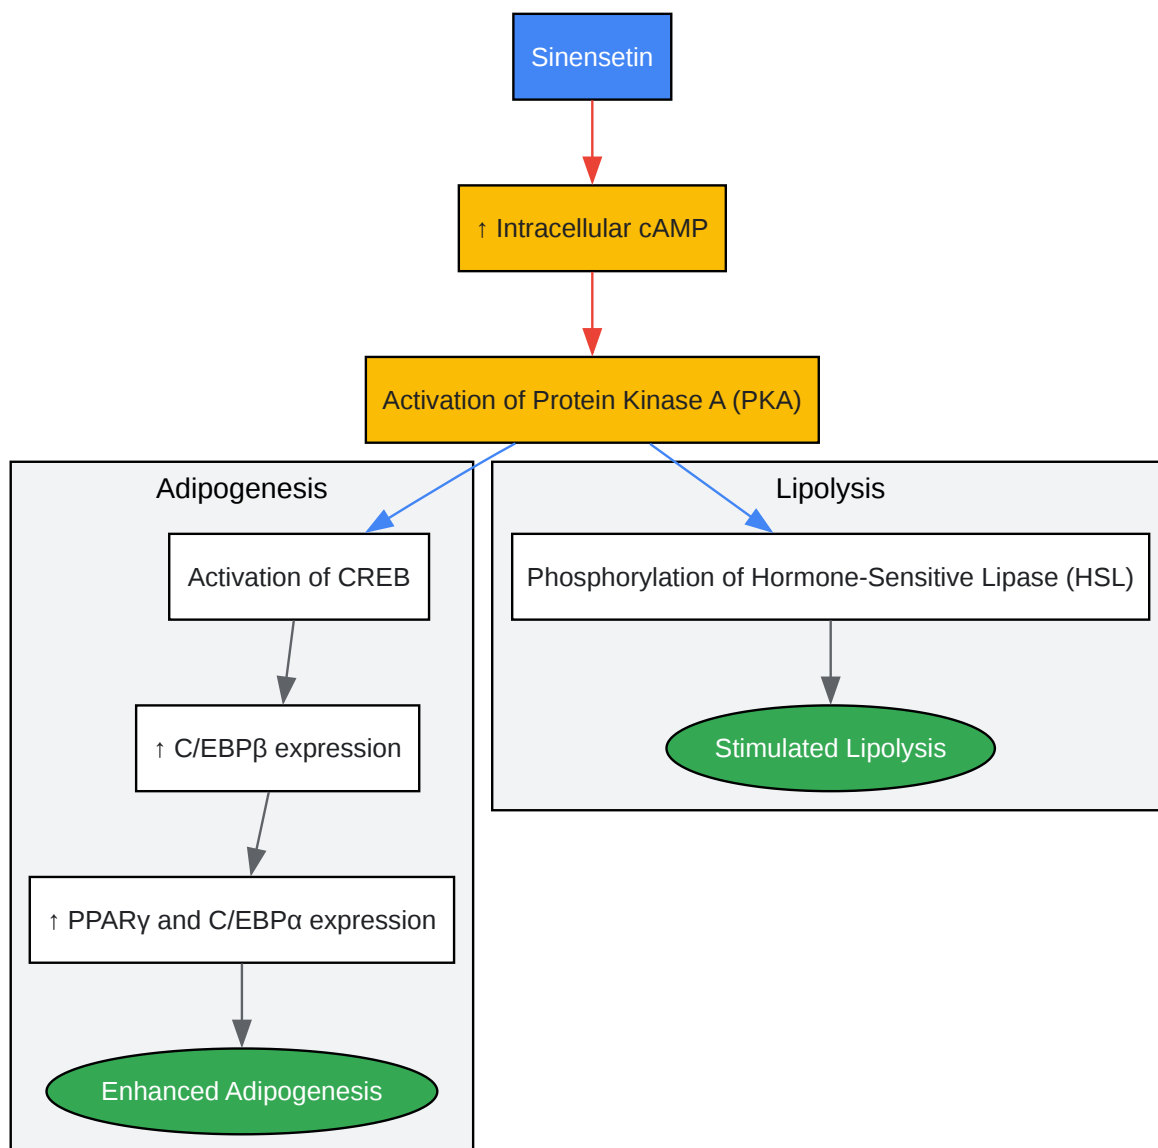 Sinensetin
↑ Intracellular cAMP
Activation of Protein Kinase A (PKA)
Adipogenesis
Activation of CREB
↑ C/EBPβ expression
↑ PPARγ and C/EBPα expression
Enhanced Adipogenesis
Lipolysis
Phosphorylation of Hormone-Sensitive Lipase (HSL)
Stimulated Lipolysis